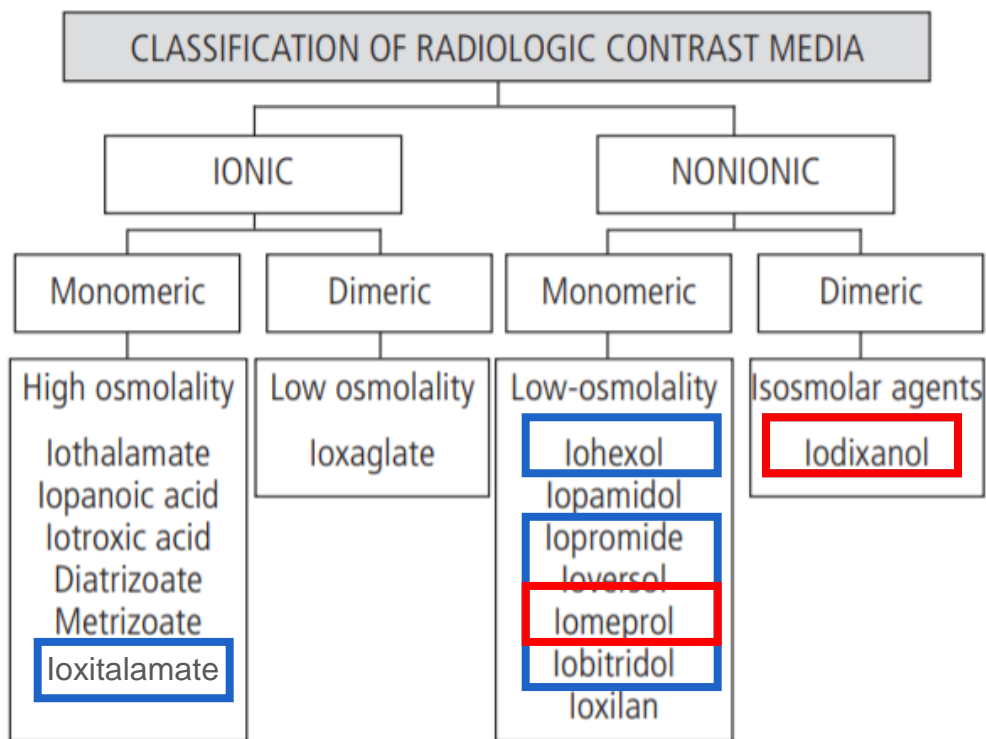 CLASSIFICATION OF RADIOLOGIC CONTRAST MEDIA
IONIC
NONIONIC
Monomeric
Dimeric
Monomeric
Dimeric
High osmolality
Iothalamate
Iopanoic acid
Iotroxic acid
Diatrizoate
Metrizoate
Ioxitalamate
Low osmolality
Ioxaglate
Low-osmolality
Iohexol
Iopamidol
Iopromide
Ioversol
Iomeprol
Iobitridol
Ioxilan
Isosmolar agents
Iodixanol